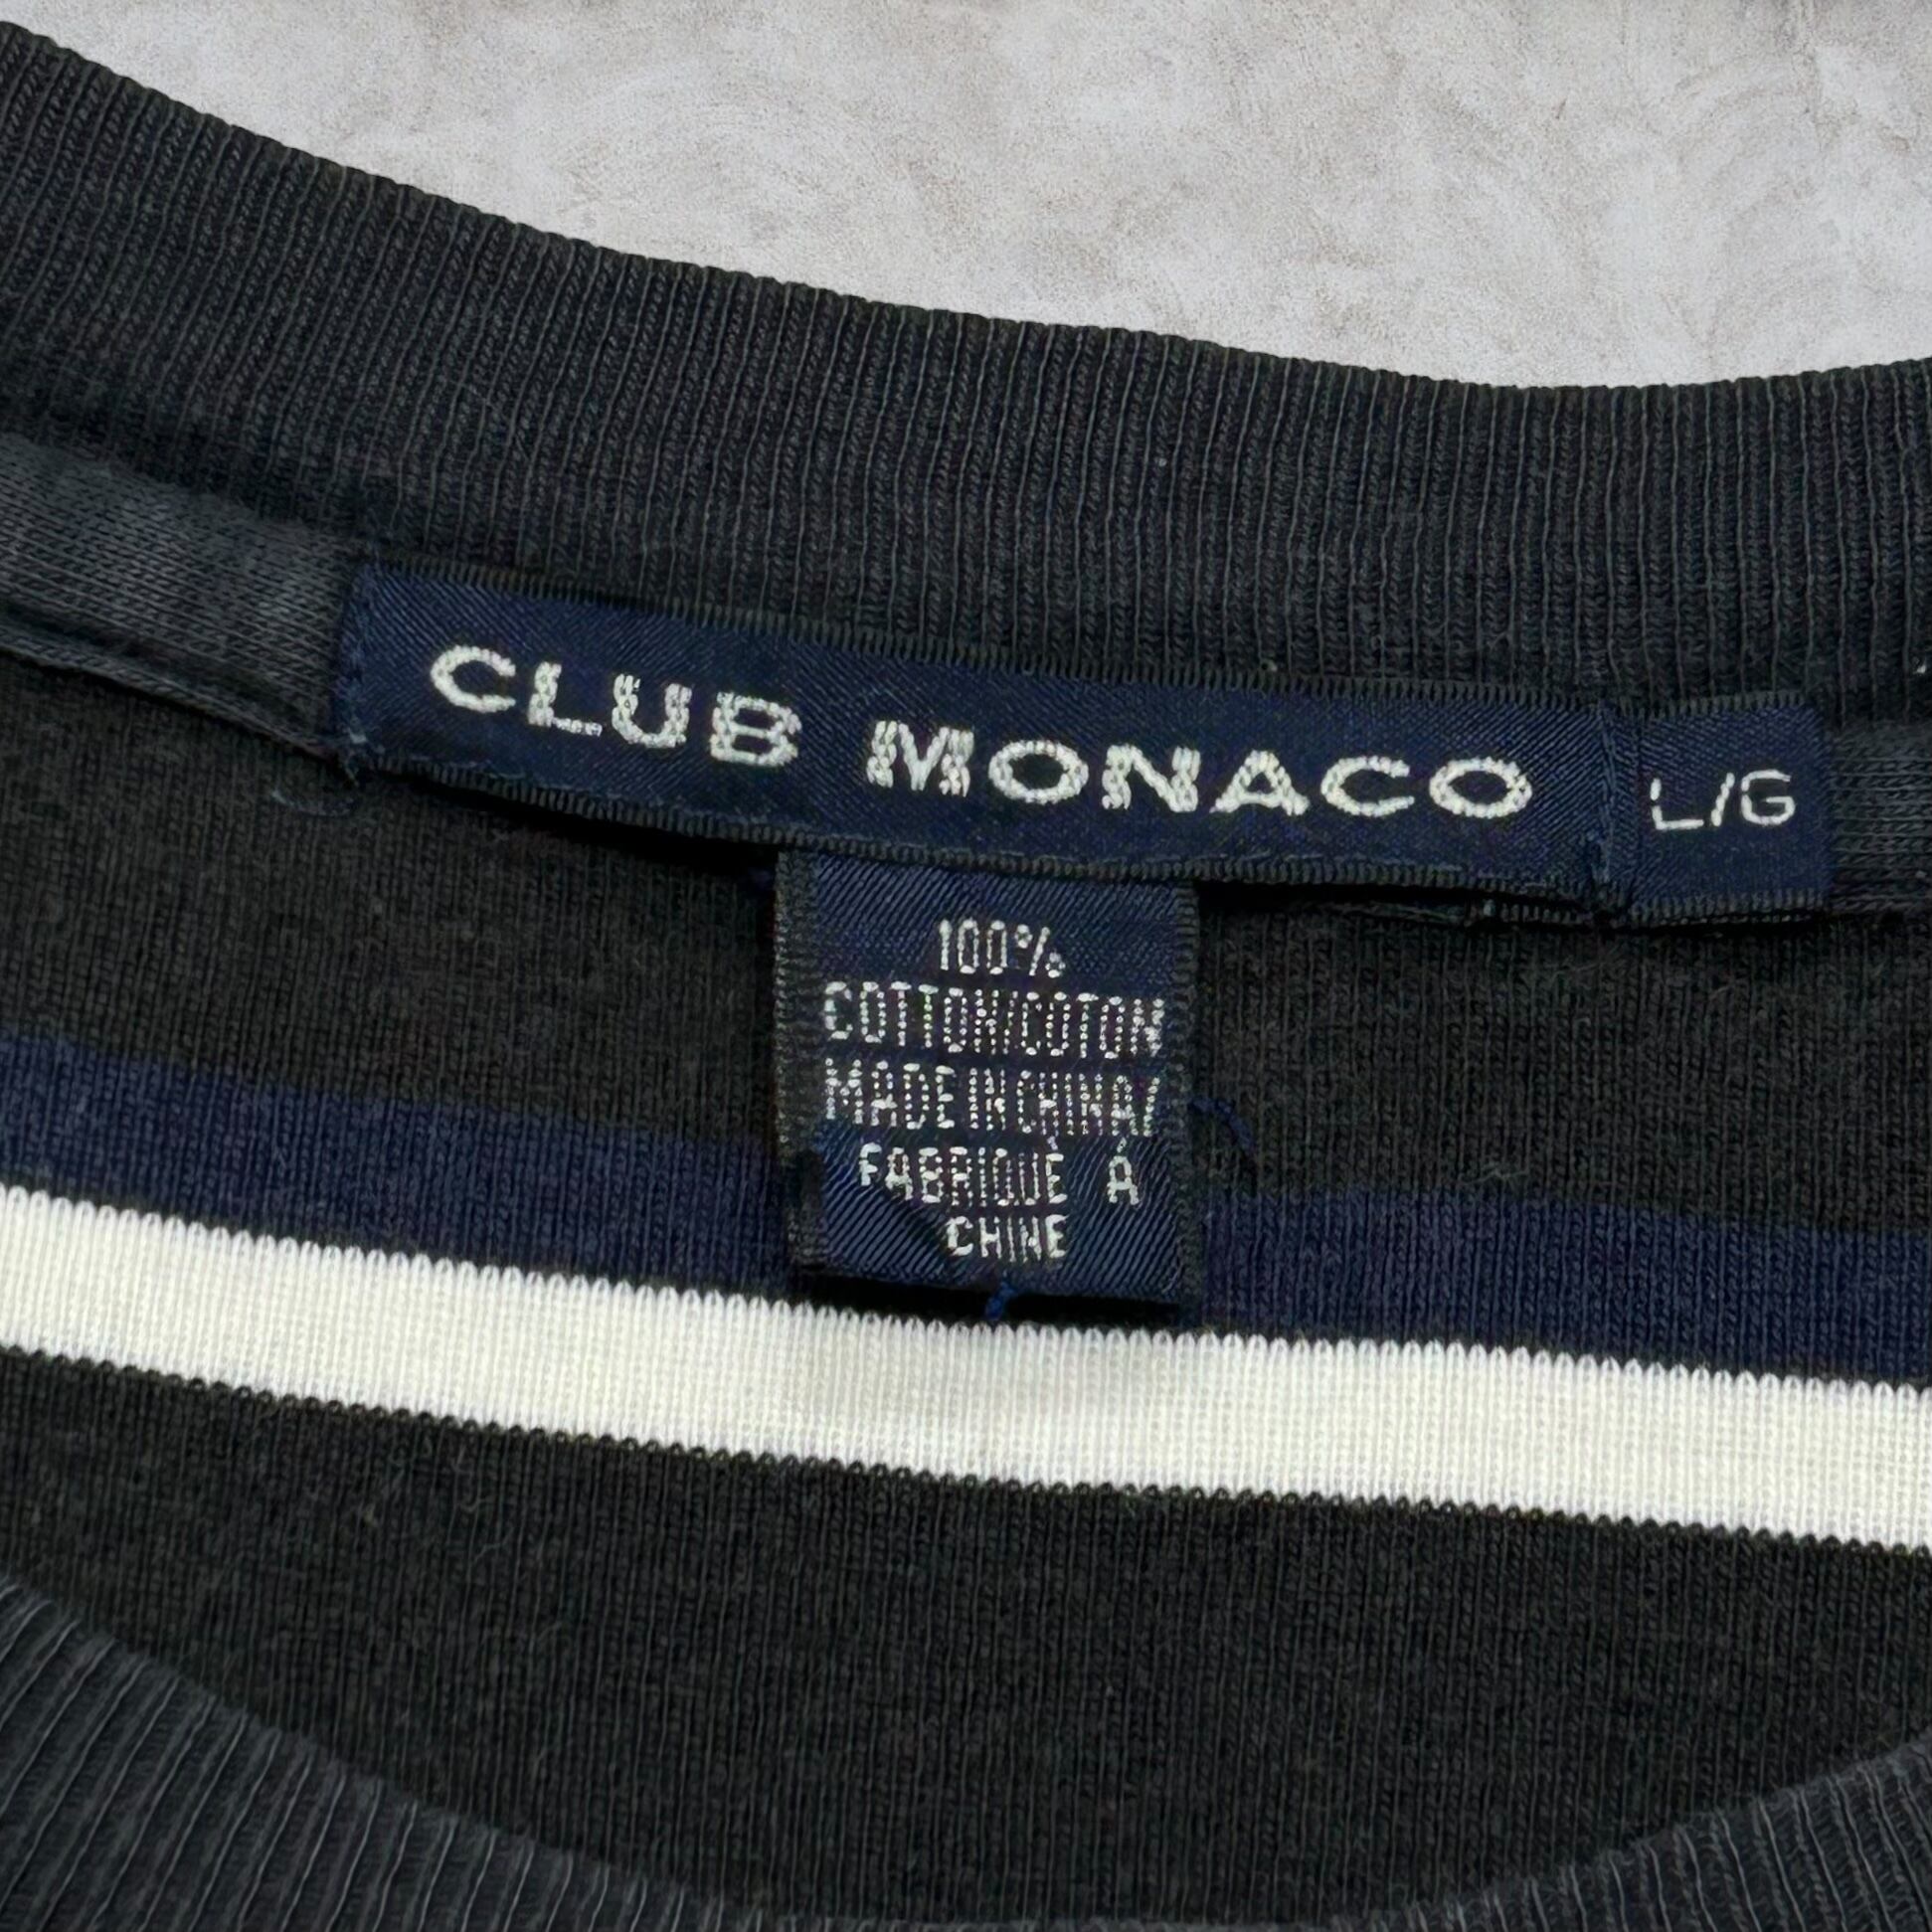 CLUB MONACO L/G
100%
COTTON/COTON
MADE IN CHINA/
FABRIQUÉ Á
CHINE